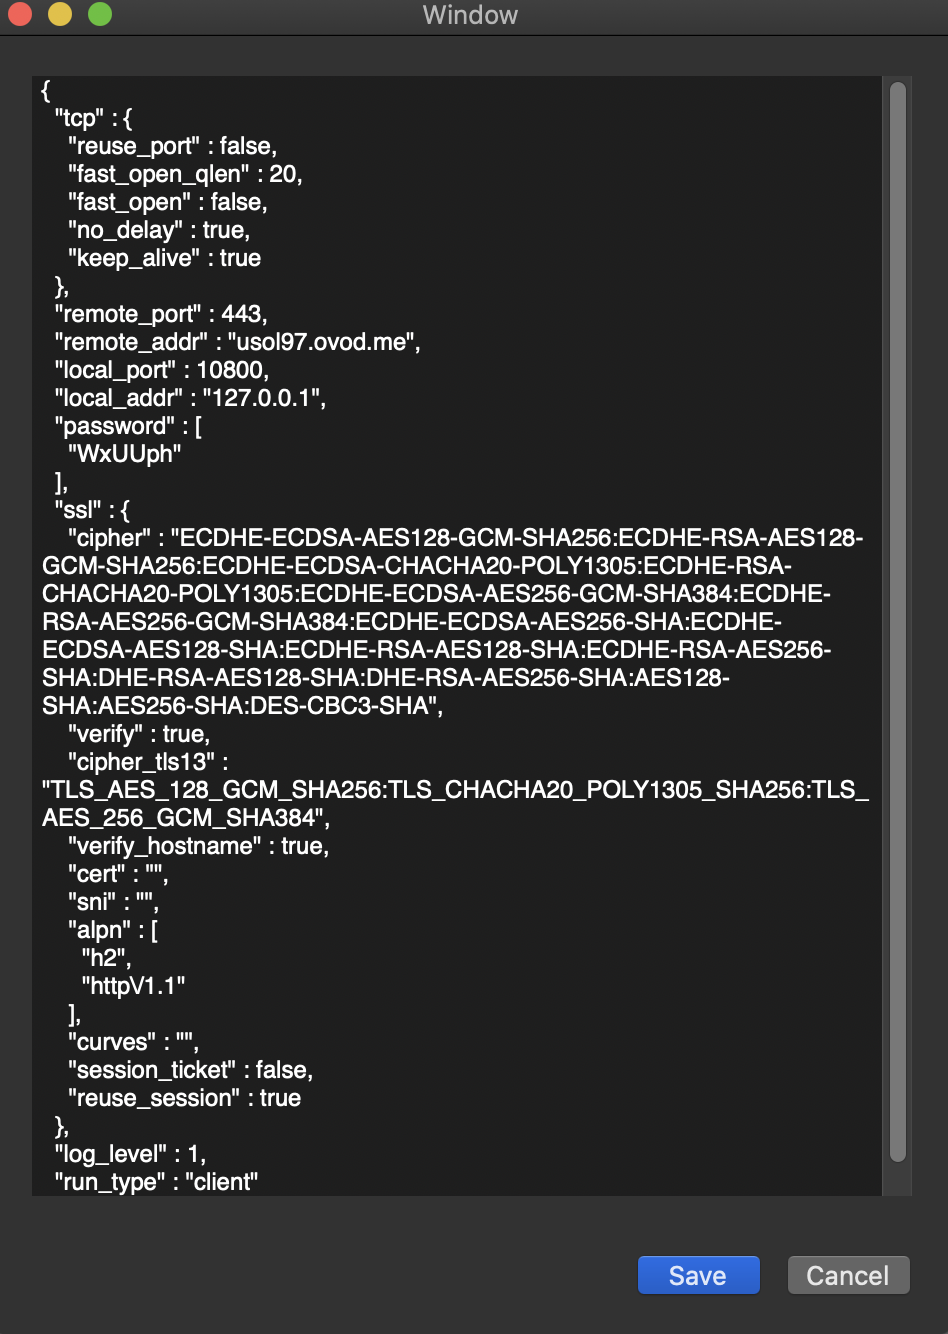 Window
{
"tcp" : {
"reuse_port" : false,
"fast_open_qlen" : 20,
"fast_open" : false,
"no_delay" : true,
"keep_alive" : true
},
"remote_port" : 443,
"remote_addr" : "usol97.ovod.me",
"local_port" : 10800,
"local_addr" : "127.0.0.1",
"password" : [
"WxUUph"
],
"ssl" : {
"cipher" : "ECDHE-ECDSA-AES128-GCM-SHA256:ECDHE-RSA-AES128-
GCM-SHA256:ECDHE-ECDSA-CHACHA20-POLY1305:ECDHE-RSA-
CHACHA20-POLY1305:ECDHE-ECDSA-AES256-GCM-SHA384:ECDHE-
RSA-AES256-GCM-SHA384:ECDHE-ECDSA-AES256-SHA:ECDHE-
ECDSA-AES128-SHA:ECDHE-RSA-AES128-SHA:ECDHE-RSA-AES256-
SHA:DHE-RSA-AES128-SHA:DHE-RSA-AES256-SHA:AES128-
SHA:AES256-SHA:DES-CBC3-SHA",
"verify" : true,
"cipher_tls13" :
"TLS_AES_128_GCM_SHA256:TLS_CHACHA20_POLY1305_SHA256:TLS_
AES_256_GCM_SHA384",
"verify_hostname" : true,
"cert" : "",
"sni" : "",
"alpn" : [
"h2",
"http\/1.1"
],
"curves" : "",
"session_ticket" : false,
"reuse_session" : true
},
"log_level" : 1,
"run_type" : "client"
Save
Cancel